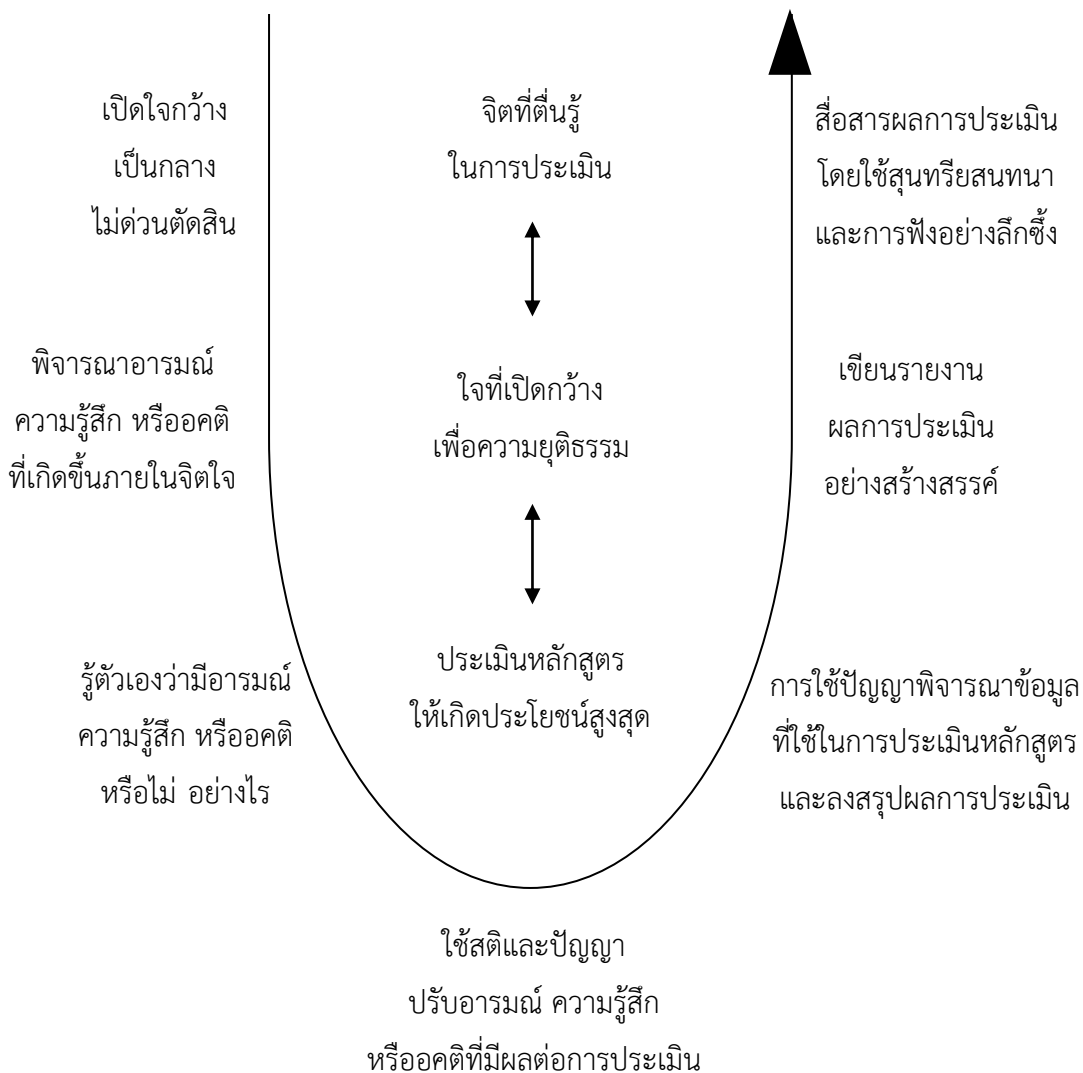 เปิดใจกว้าง
เป็นกลาง
ไม่ด่วนตัดสิน
พิจารณาอารมณ์
ความรู้สึก หรืออคติ
ที่เกิดขึ้นภายในจิตใจ
รู้ตัวเองว่ามีอารมณ์
ความรู้สึก หรืออคติ
หรือไม่ อย่างไร
ใช้สติและปัญญา
ปรับอารมณ์ ความรู้สึก
หรืออคติที่มีผลต่อการประเมิน
การใช้ปัญญาพิจารณาข้อมูล
ที่ใช้ในการประเมินหลักสูตร
และลงสรุปผลการประเมิน
เขียนรายงาน
ผลการประเมิน
อย่างสร้างสรรค์
สื่อสารผลการประเมิน
โดยใช้สุนทรียสนทนา
และการฟังอย่างลึกซึ้ง
จิตที่ตื่นรู้
ในการประเมิน
ใจที่เปิดกว้าง
เพื่อความยุติธรรม
ประเมินหลักสูตร
ให้เกิดประโยชน์สูงสุด